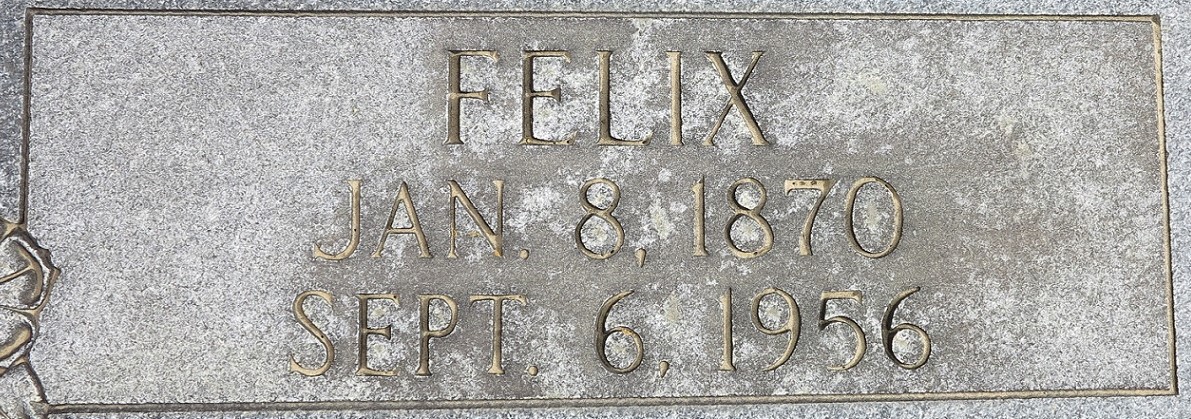 FELIX
JAN. 8, 1870
SEPT. 6, 1956